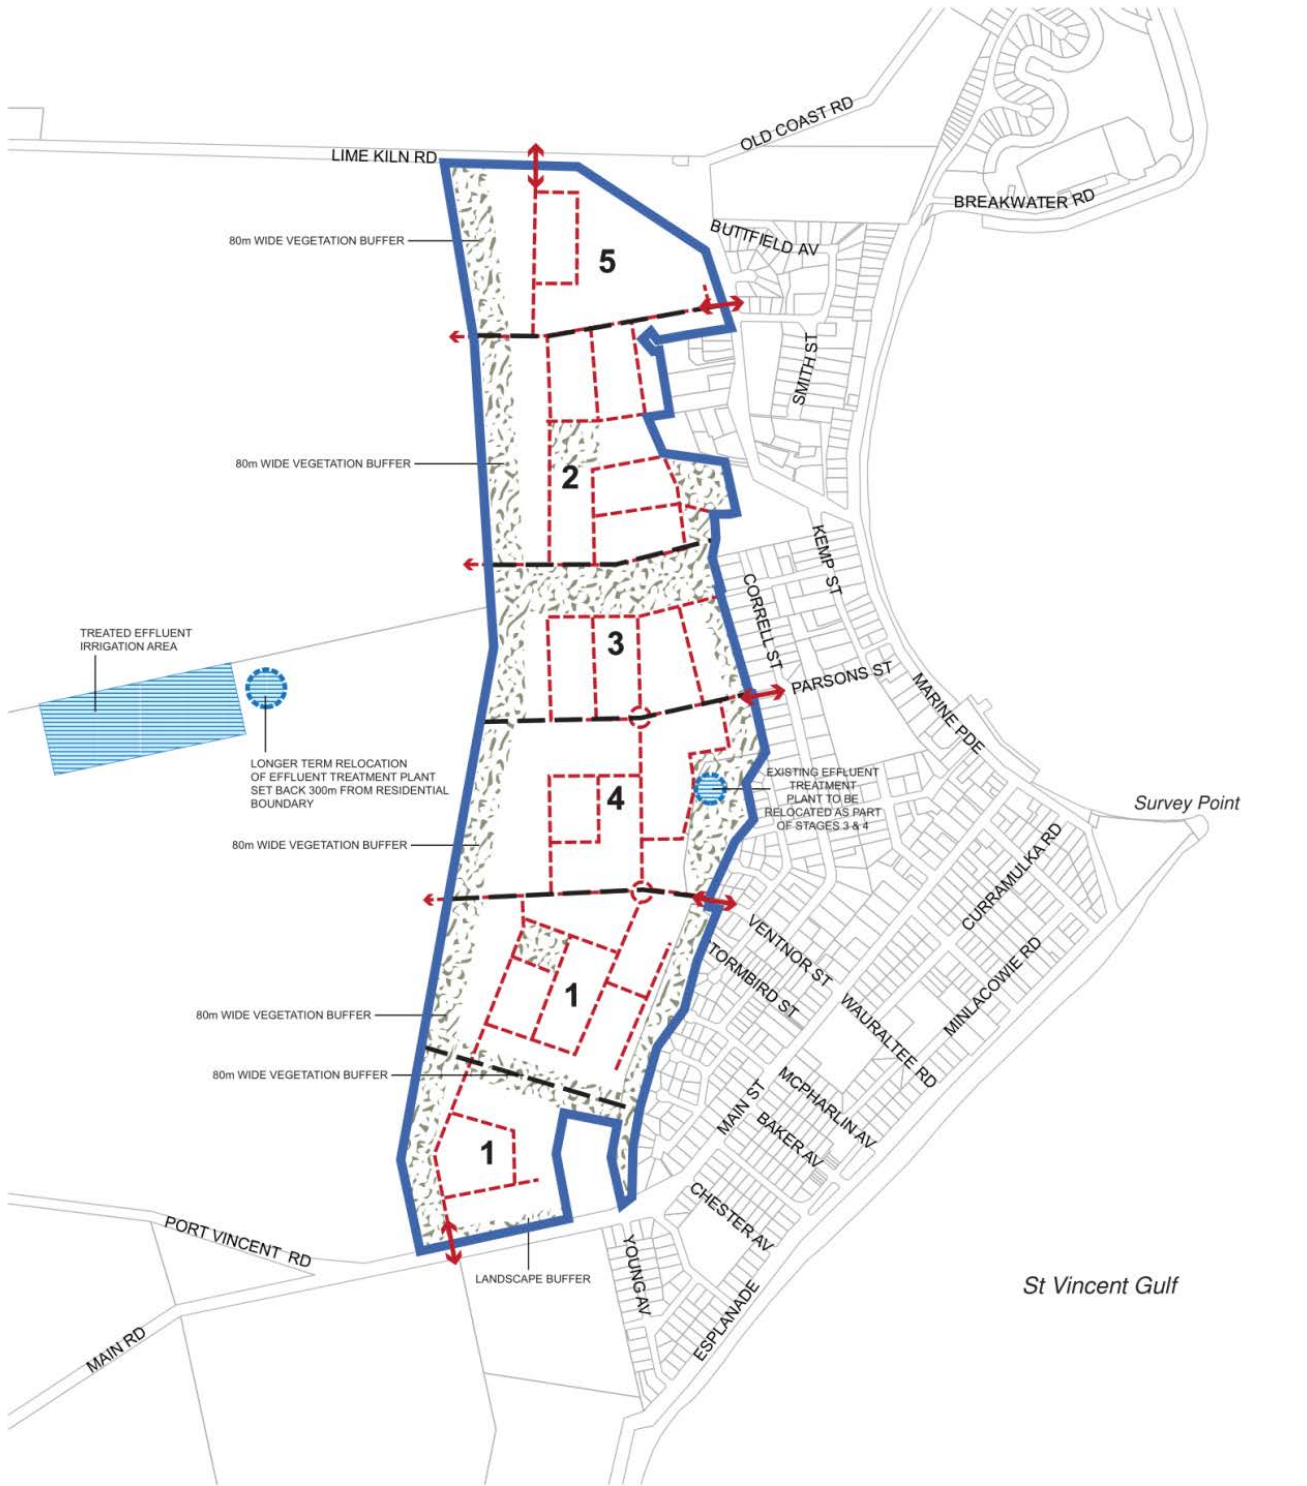 OLD COAST RD
LIME KILN RD
BREAKWATER RD
BUTTFIELD AV
80m WIDE VEGETATION BUFFER
5
SMITH ST
80m WIDE VEGETATION BUFFER
2
KEMP ST
CORRELL ST
TREATED EFFLUENT
IRRIGATION AREA
3
PARSONS ST
MARINE PDE
LONGER TERM RELOCATION
OF EFFLUENT TREATMENT PLANT
SET BACK 300m FROM RESIDENTIAL
BOUNDARY
4
EXISTING EFFLUENT
TREATMENT
PLANT TO BE
RELOCATED AS PART
OF STAGES 3 & 4
Survey Point
80m WIDE VEGETATION BUFFER
CURRAMULKA RD
VENTNOR ST
TORMBIRD ST
WAURALTEE RD
MINLACOWIE RD
1
80m WIDE VEGETATION BUFFER
80m WIDE VEGETATION BUFFER
MAIN ST
MCPHARLIN AV
BAKER AV
1
CHESTER AV
PORT VINCENT RD
YOUNG AV
LANDSCAPE BUFFER
ESPLANADE
St Vincent Gulf
MAIN RD